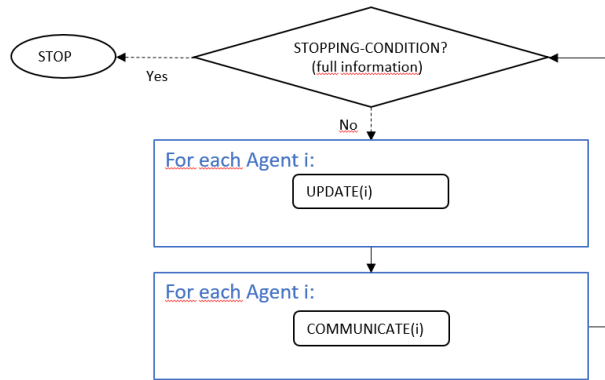 STOP
STOPPING-CONDITION?
(full information)
Yes
No
For each Agent i:
UPDATE(i)
For each Agent i:
COMMUNICATE(i)